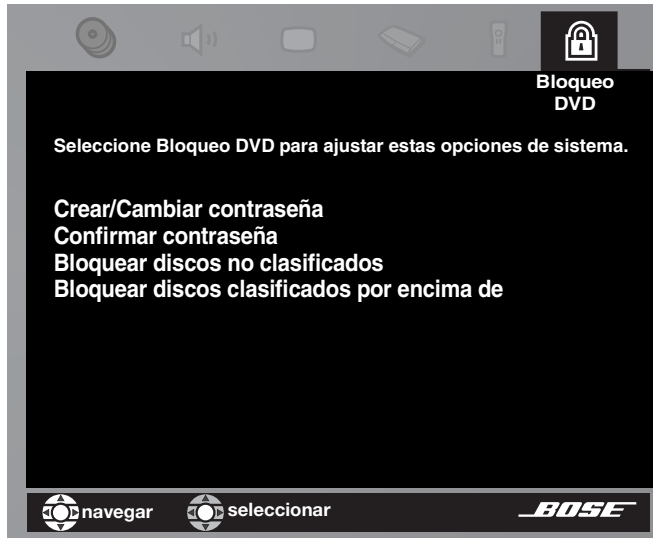 Bloqueo
DVD
Seleccione Bloqueo DVD para ajustar estas opciones de sistema.
Crear/Cambiar contraseña
Confirmar contraseña
Bloquear discos no clasificados
Bloquear discos clasificados por encima de
navegar seleccionar BOSE